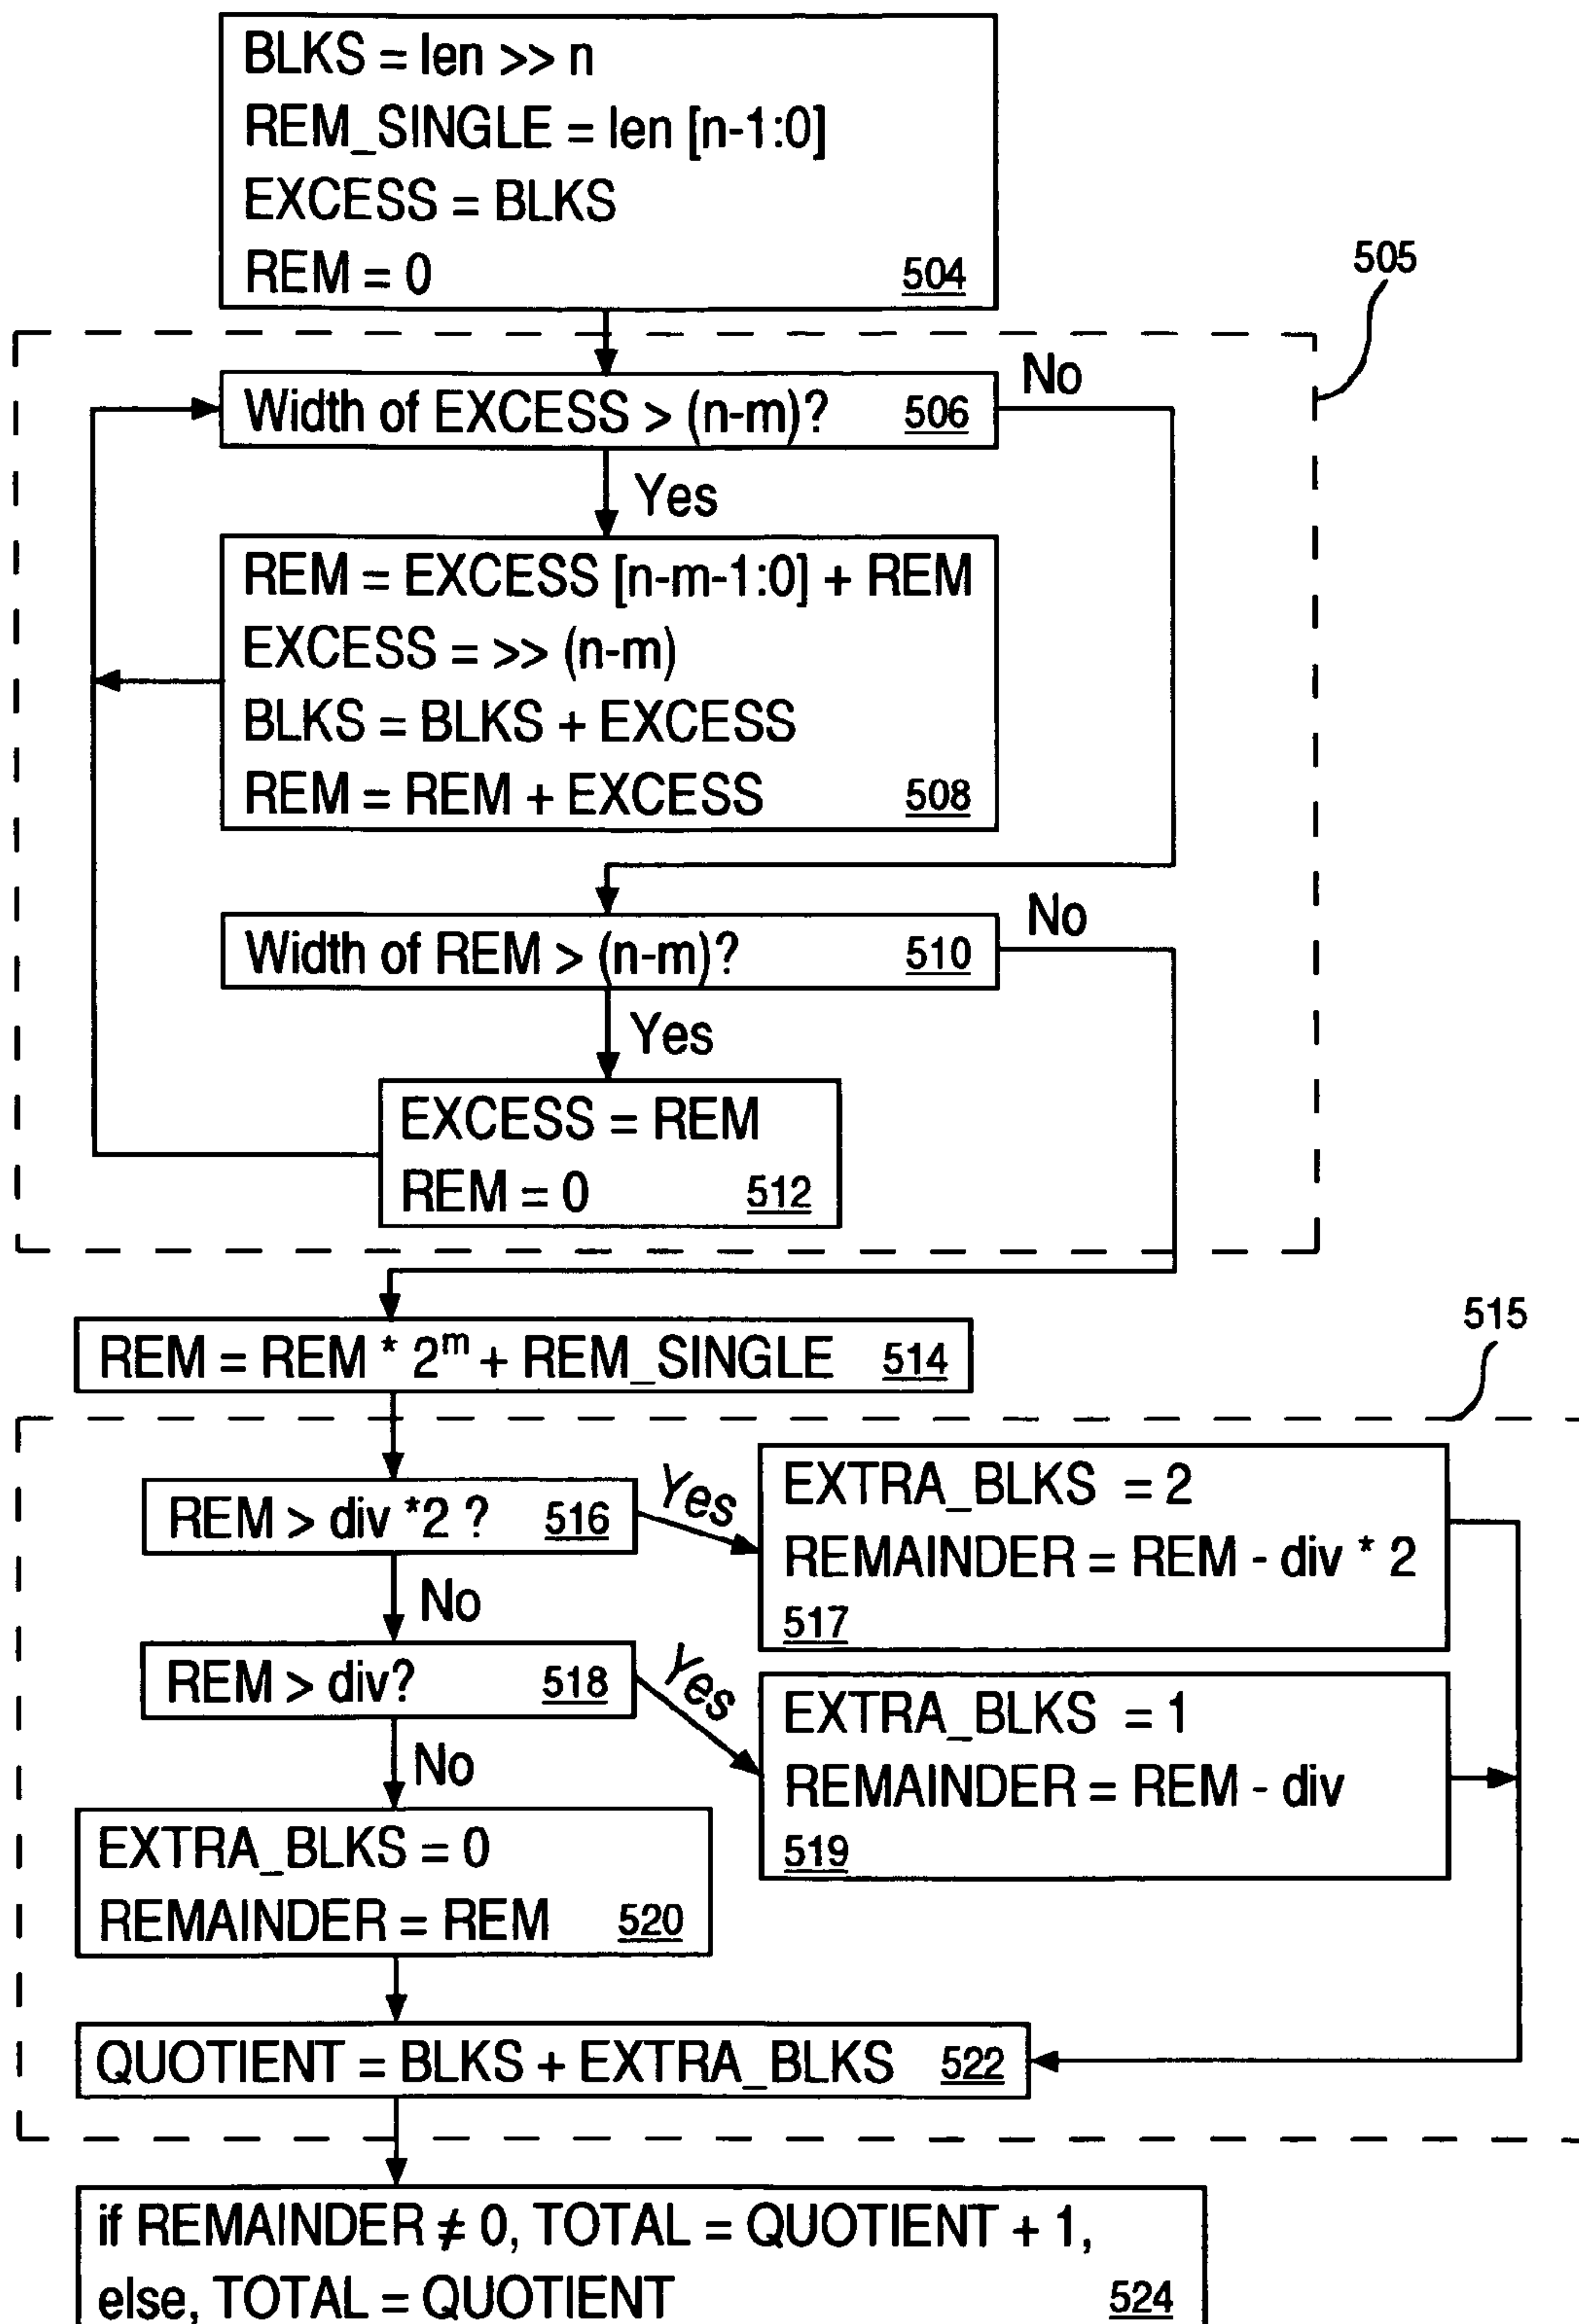 BLKS = len >> n
REM_SINGLE = len [n-1:0]
EXCESS = BLKS
REM = 0 504
505
Width of EXCESS > (n-m)? 506
No
Yes
REM = EXCESS [n-m-1:0] + REM
EXCESS = >> (n-m)
BLKS = BLKS + EXCESS
REM = REM + EXCESS 508
Width of REM > (n-m)? 510
No
Yes
EXCESS = REM
REM = 0 512
REM = REM * 2^m + REM_SINGLE 514
515
REM > div *2 ? 516
Yes
EXTRA_BLKS = 2
REMAINDER = REM - div * 2
517
No
REM > div? 518
Yes
EXTRA_BLKS = 1
REMAINDER = REM - div
519
No
EXTRA_BLKS = 0
REMAINDER = REM 520
QUOTIENT = BLKS + EXTRA_BLKS 522
if REMAINDER ≠ 0, TOTAL = QUOTIENT + 1,
else, TOTAL = QUOTIENT 524